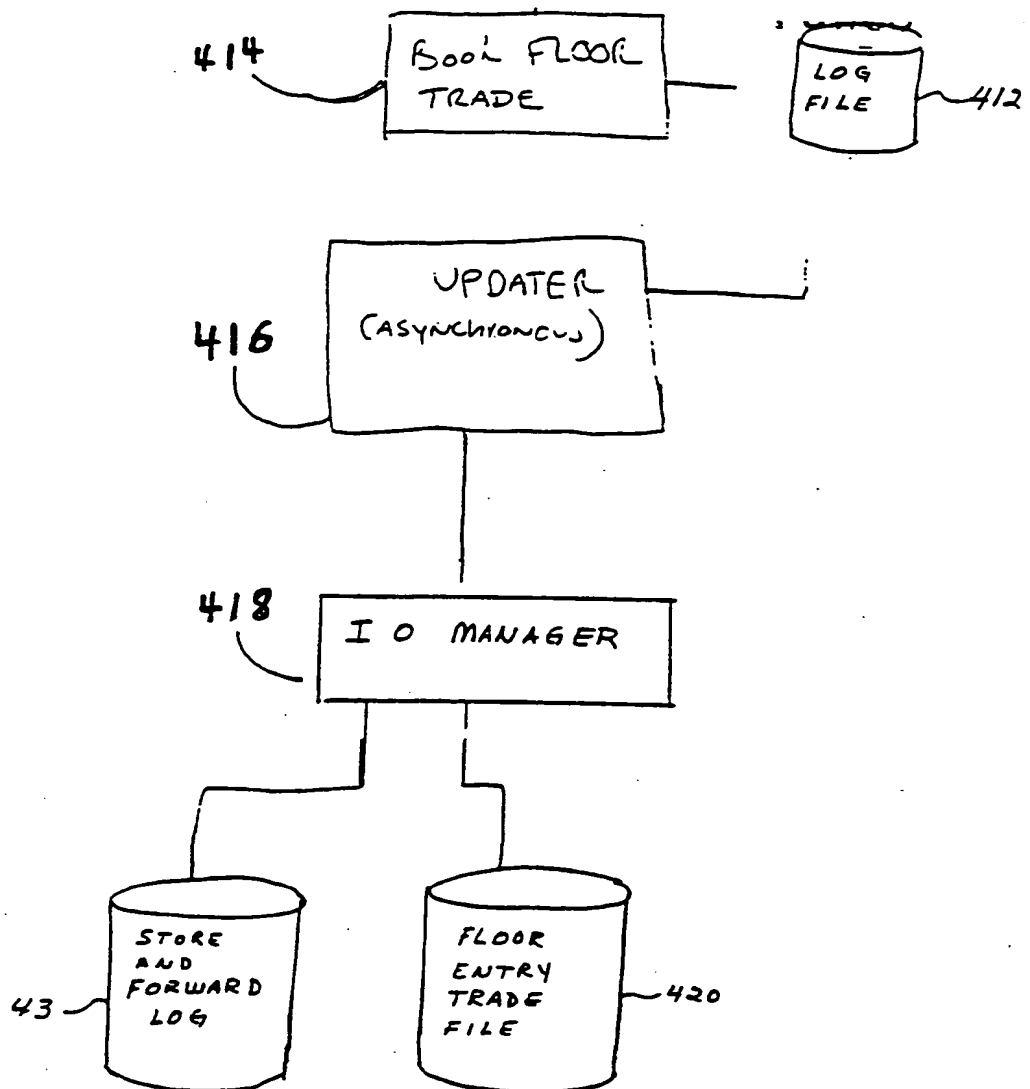 414
BOOK FLOOR
TRADE
LOG
FILE
412
UPDATER
(ASYNCHRONOUS)
416
418
I O MANAGER
STORE
AND
FORWARD
LOG
43
FLOOR
ENTRY
TRADE
FILE
420